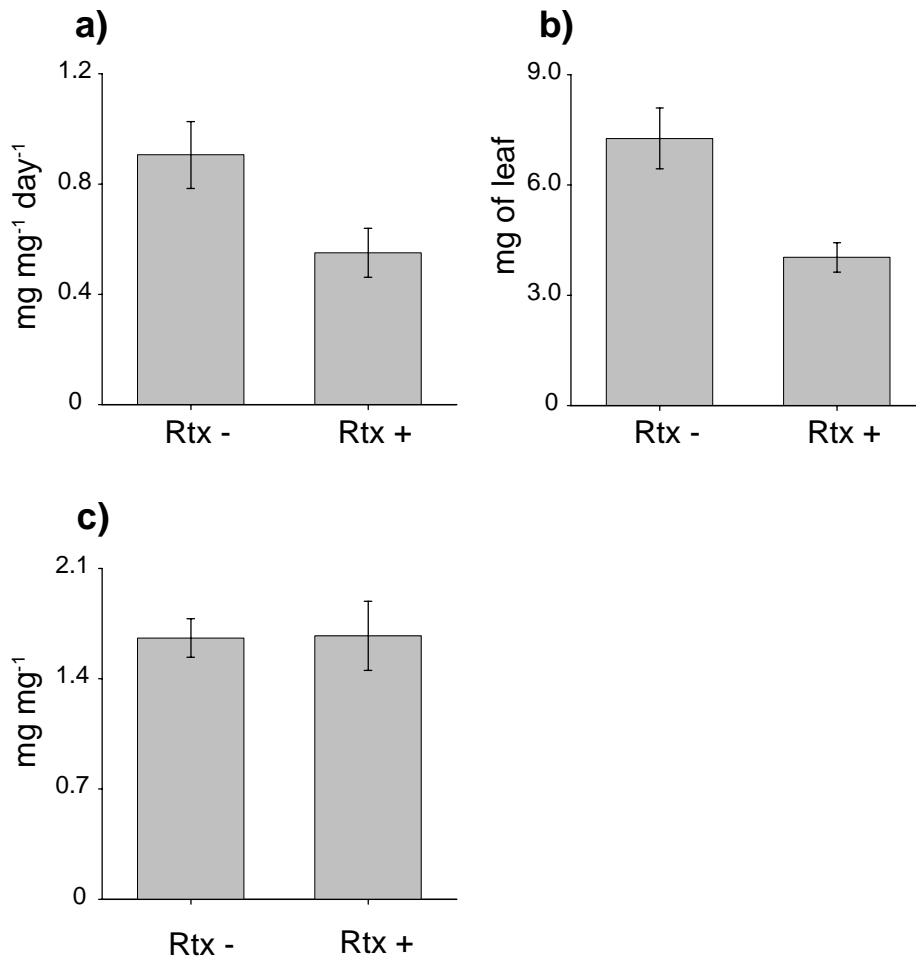 a)
1.2
0.8
0.4
0
mg mg⁻¹ day⁻¹
Rtx - Rtx +
b)
9.0
6.0
3.0
0
mg of leaf
Rtx - Rtx +
c)
2.1
1.4
0.7
0
mg mg⁻¹
Rtx - Rtx +